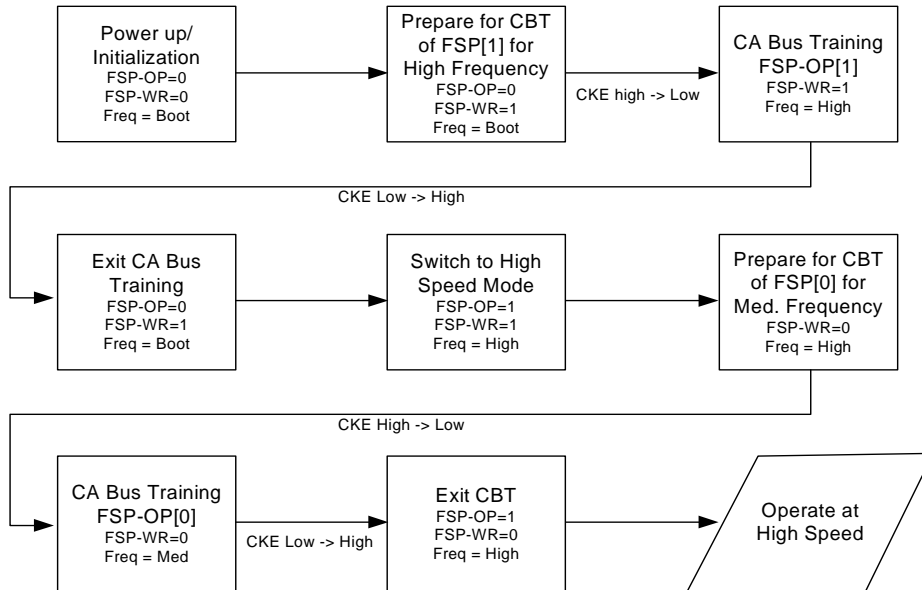 Power up/
Initialization
FSP-OP=0
FSP-WR=0
Freq = Boot
Prepare for CBT
of FSP[1] for
High Frequency
FSP-OP=0
FSP-WR=1
Freq = Boot
CKE high -> Low
CA Bus Training
FSP-OP[1]
FSP-WR=1
Freq = High
CKE Low -> High
Exit CA Bus
Training
FSP-OP=0
FSP-WR=1
Freq = Boot
Switch to High
Speed Mode
FSP-OP=1
FSP-WR=1
Freq = High
Prepare for CBT
of FSP[0] for
Med. Frequency
FSP-WR=0
Freq = High
CKE High -> Low
CA Bus Training
FSP-OP[0]
FSP-WR=0
Freq = Med
CKE Low -> High
Exit CBT
FSP-OP=1
FSP-WR=0
Freq = High
Operate at
High Speed